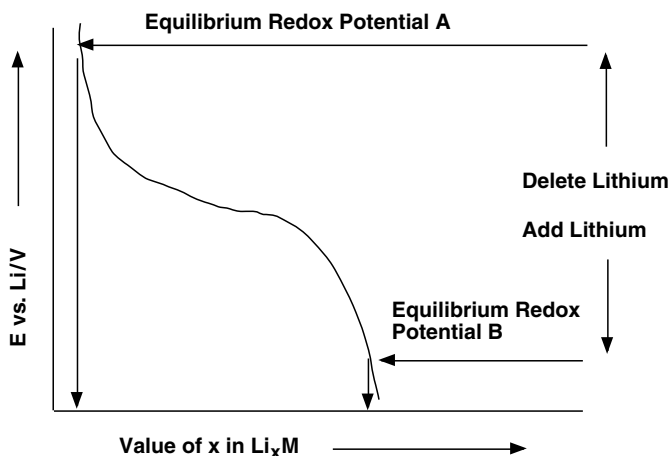 Equilibrium Redox Potential A
Delete Lithium
Add Lithium
E vs. Li/V
Equilibrium Redox
Potential B
Value of x in LiₓM